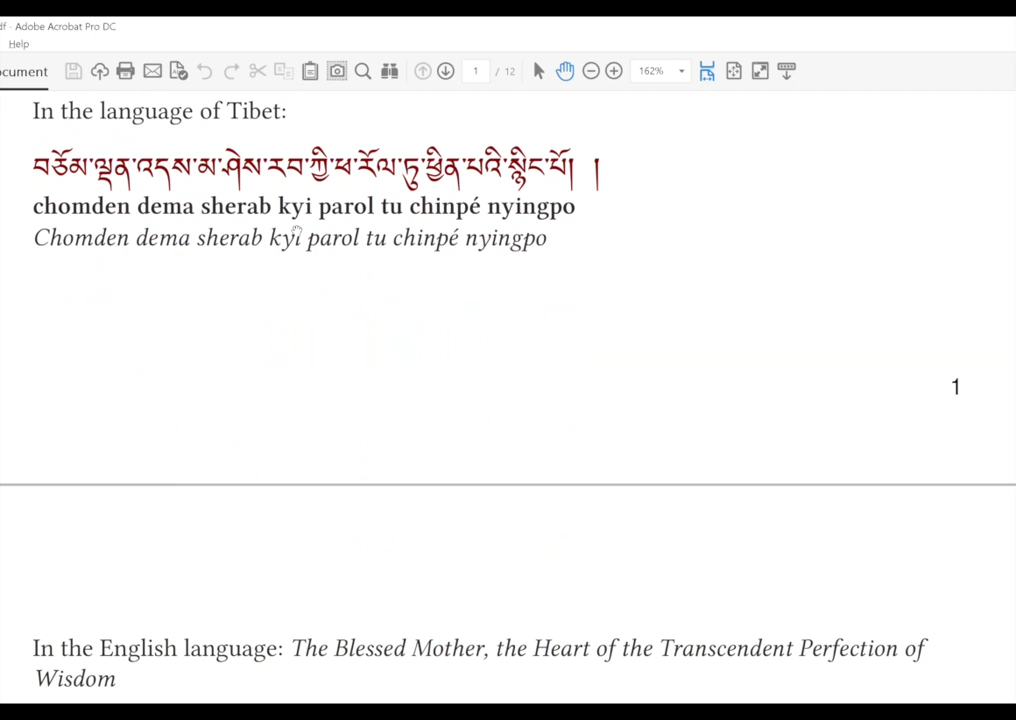 df - Adobe Acrobat Pro DC
Help
ocument 1 / 12 162%
In the language of Tibet:
བཅོམ་ལྡན་འདས་མ་ཤེས་རབ་ཀྱི་ཕ་རོལ་ཏུ་ཕྱིན་པའི་སྙིང་པོ། །
chomden dema sherab kyi parol tu chinpé nyingpo
Chomden dema sherab kyi parol tu chinpé nyingpo
1
In the English language: The Blessed Mother, the Heart of the Transcendent Perfection of
Wisdom